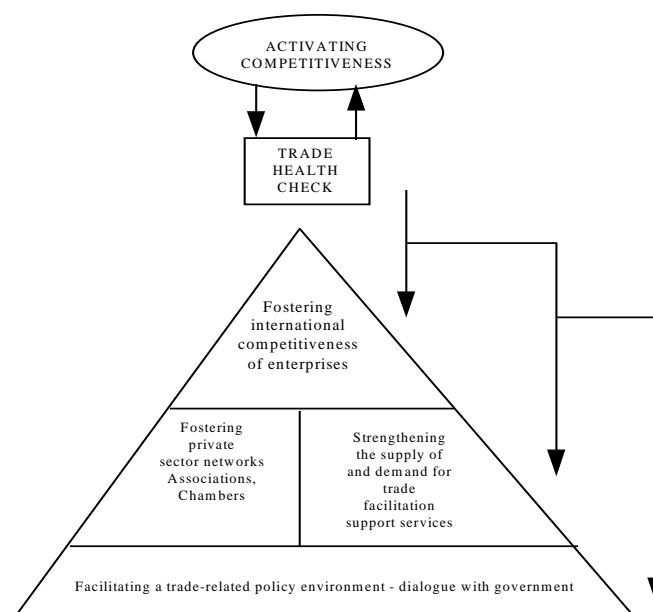 ACTIVATING
COMPETITIVENESS
TRADE
HEALTH
CHECK
Fostering
international
competitiveness
of enterprises
Fostering
private
sector networks
Associations,
Chambers
Strengthening
the supply of
and demand for
trade
facilitation
support services
Facilitating a trade-related policy environment - dialogue with government